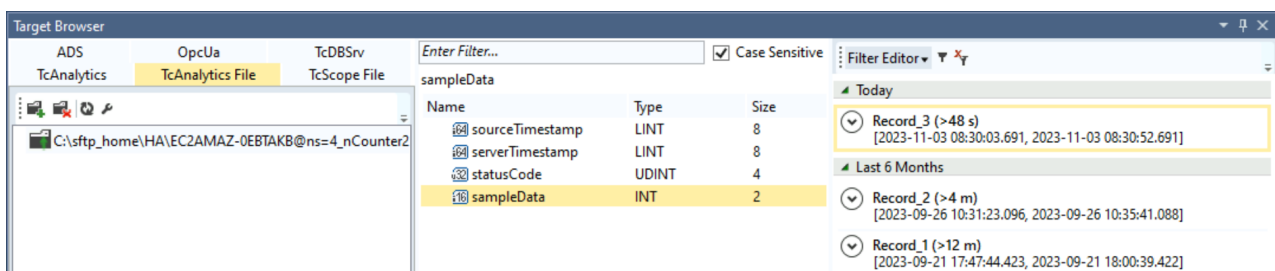 Target Browser
ADS OpcUa TcDBSrv
TcAnalytics TcAnalytics File TcScope File
C:\sftp_home\HA\EC2AMAZ-0EBTAKB@ns=4_nCounter2
Enter Filter... Case Sensitive
sampleData
Name Type Size
i64 sourceTimestamp LINT 8
i64 serverTimestamp LINT 8
u32 statusCode UDINT 4
i16 sampleData INT 2
Filter Editor
Today
Record_3 (>48 s)
[2023-11-03 08:30:03.691, 2023-11-03 08:30:52.691]
Last 6 Months
Record_2 (>4 m)
[2023-09-26 10:31:23.096, 2023-09-26 10:35:41.088]
Record_1 (>12 m)
[2023-09-21 17:47:44.423, 2023-09-21 18:00:39.422]